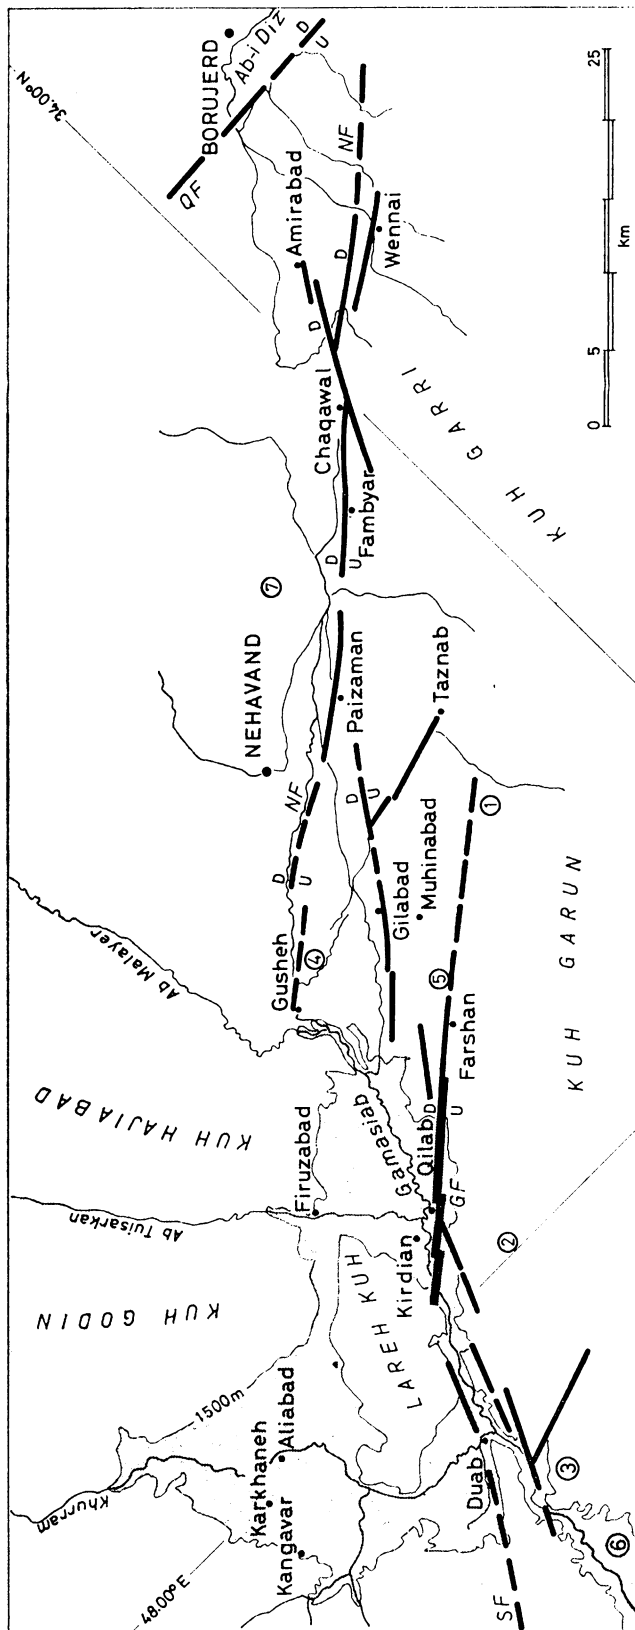 48.00°E
Khurram
KUH GODIN
Ab Tuisarkan
KUH HAJIABAD
Ab Malayer
34.00°N
1500m
Karkhaneh
Aliabad
Kangavar
Firuzabad
LAREH KUH
Gamasiab
Kirdian
Qilab
Duab
SF
GF
D
U
Gusheh
D
U
NF
NEHAVAND
7
4
Paizaman
D
U
Gilabad
Muhinabad
Taznab
5
Farshan
1
2
3
6
KUH GARUN
D
U
Fambyar
Chaqawal
D
Amirabad
D
Wennai
NF
QF
BORUJERD
Ab-i Diz
D
U
KUH GARRI
0 5 25
km